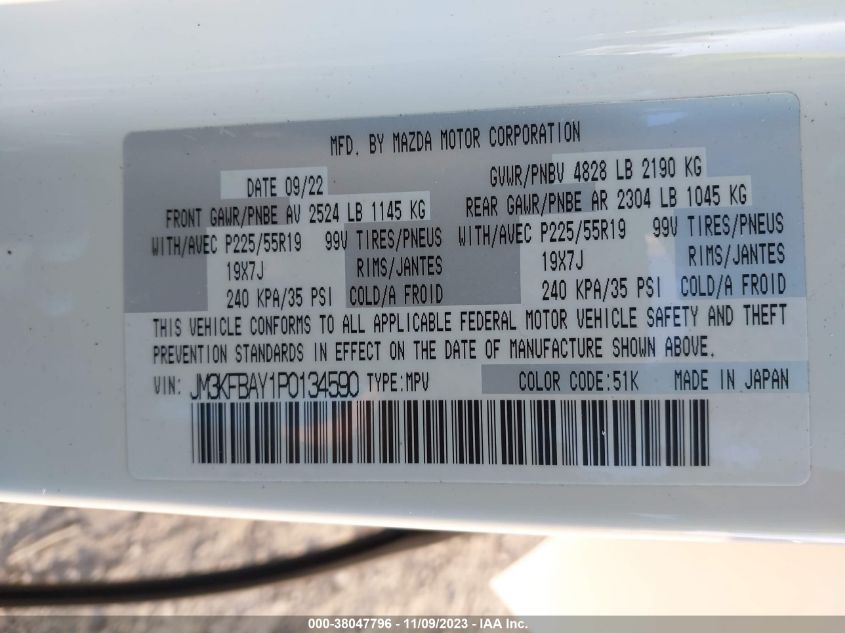 MFD. BY MAZDA MOTOR CORPORATION
DATE 09/22 GVWR/PNBV 4828 LB 2190 KG
FRONT GAWR/PNBE AV 2524 LB 1145 KG REAR GAWR/PNBE AR 2304 LB 1045 KG
WITH/AVEC P225/55R19 99V TIRES/PNEUS WITH/AVEC P225/55R19 99V TIRES/PNEUS
19X7J RIMS/JANTES 19X7J RIMS/JANTES
240 KPA/35 PSI COLD/A FROID 240 KPA/35 PSI COLD/A FROID
THIS VEHICLE CONFORMS TO ALL APPLICABLE FEDERAL MOTOR VEHICLE SAFETY AND THEFT
PREVENTION STANDARDS IN EFFECT ON THE DATE OF MANUFACTURE SHOWN ABOVE.
VIN: JM3KFBAY1P0134590 TYPE:MPV COLOR CODE:51K MADE IN JAPAN
000-38047796 - 11/09/2023 - IAA Inc.